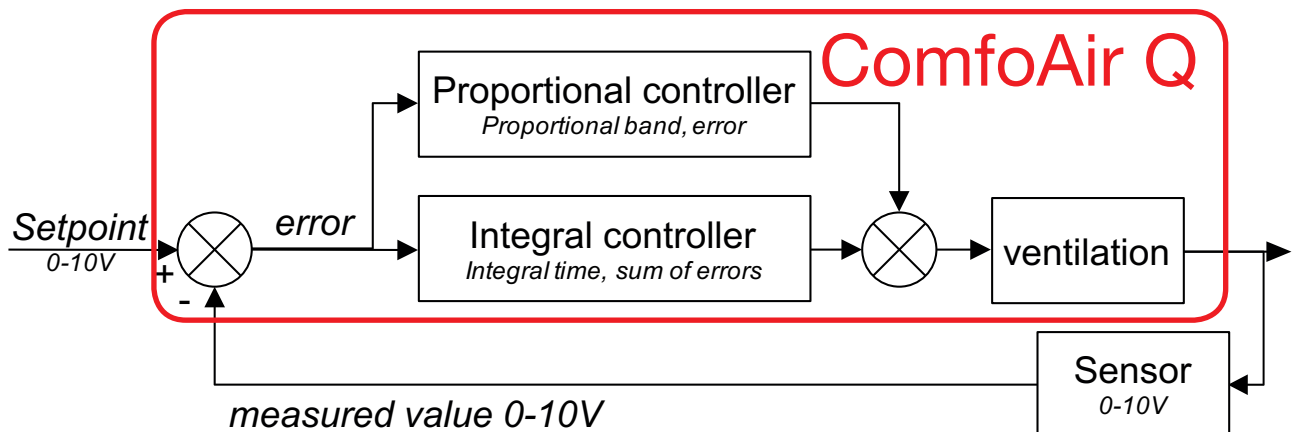 ComfoAir Q
Proportional controller
Proportional band, error
Setpoint
0-10V
+
-
error
Integral controller
Integral time, sum of errors
ventilation
Sensor
0-10V
measured value 0-10V